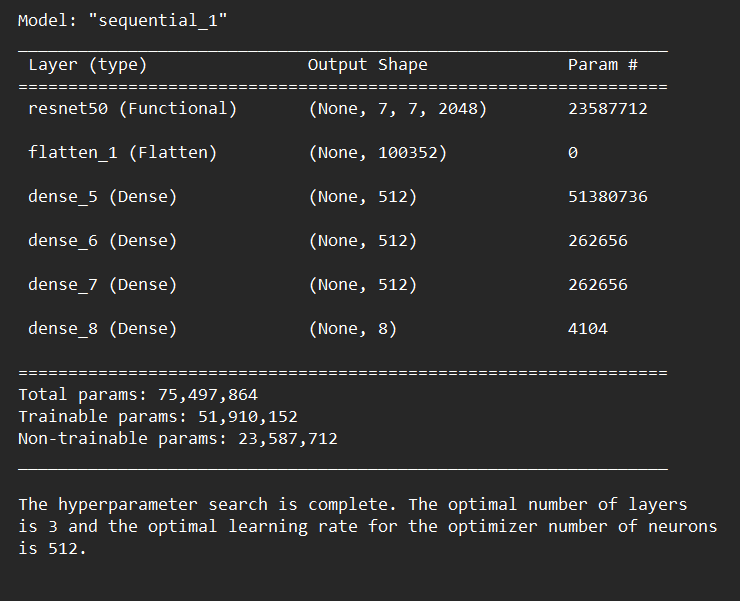 Model: "sequential_1"
Layer (type) Output Shape Param #
resnet50 (Functional) (None, 7, 7, 2048) 23587712
flatten_1 (Flatten) (None, 100352) 0
dense_5 (Dense) (None, 512) 51380736
dense_6 (Dense) (None, 512) 262656
dense_7 (Dense) (None, 512) 262656
dense_8 (Dense) (None, 8) 4104
Total params: 75,497,864
Trainable params: 51,910,152
Non-trainable params: 23,587,712
The hyperparameter search is complete. The optimal number of layers
is 3 and the optimal learning rate for the optimizer number of neurons
is 512.